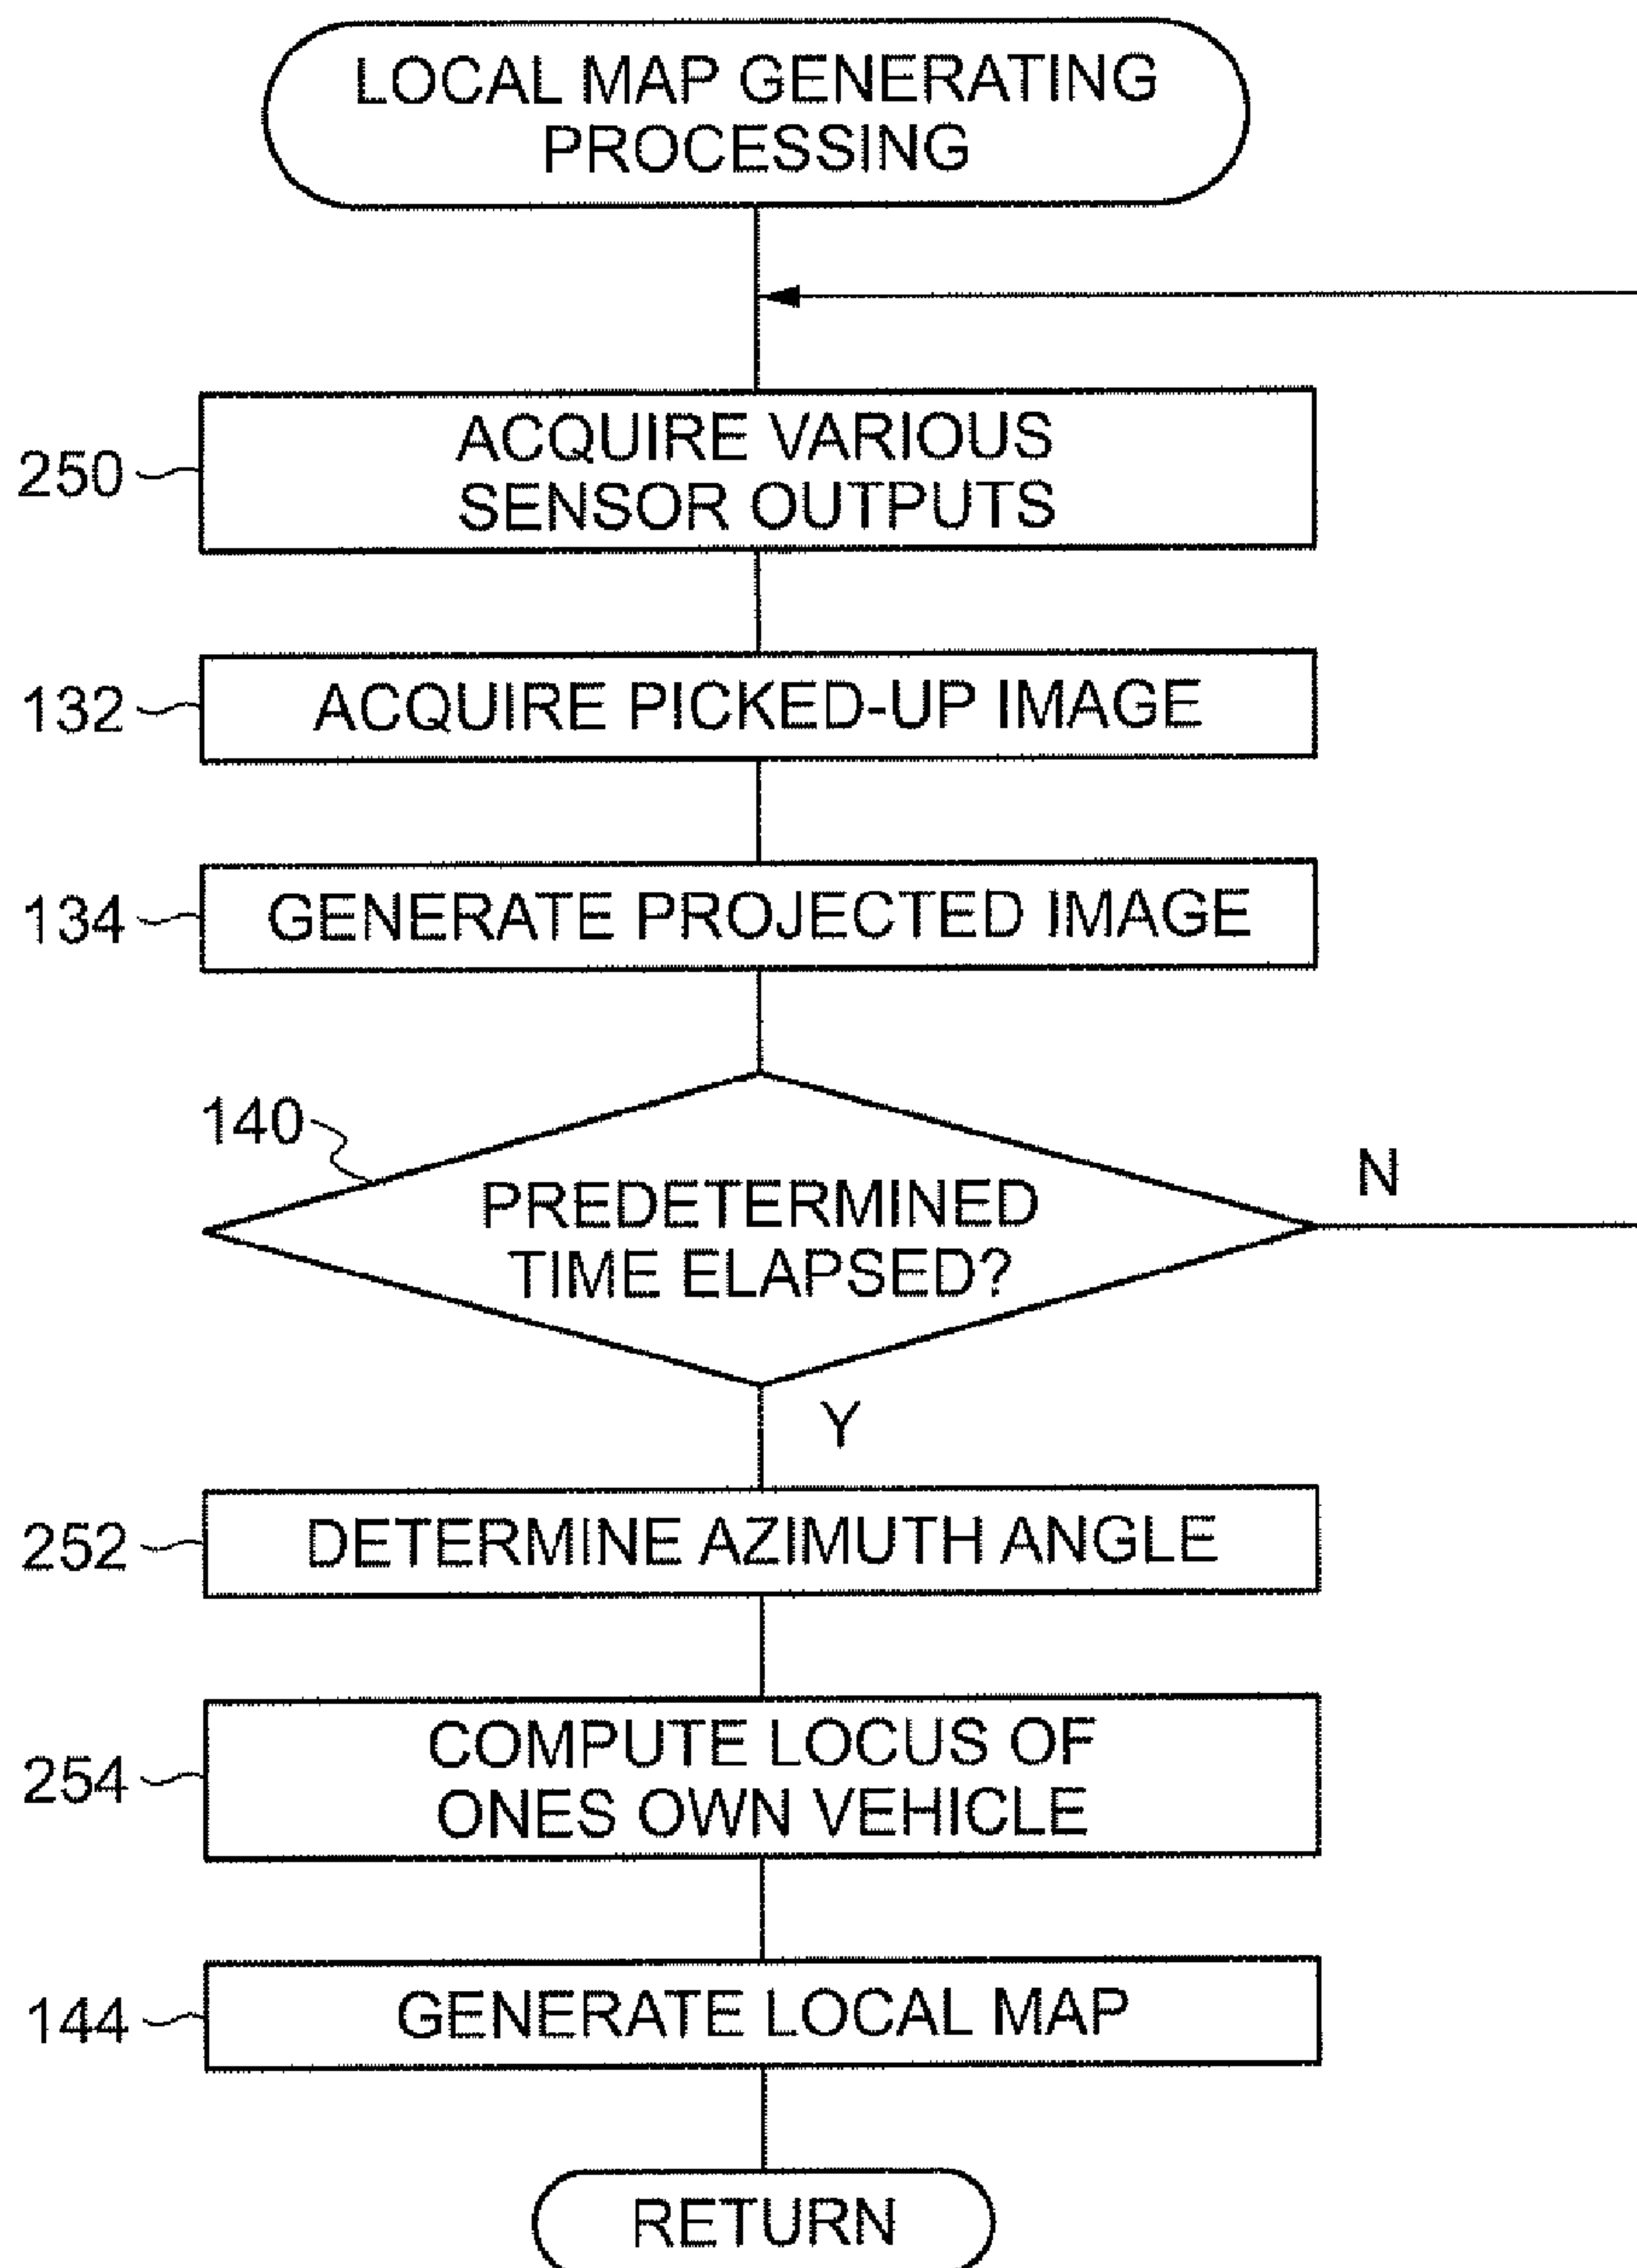 LOCAL MAP GENERATING
PROCESSING
250
ACQUIRE VARIOUS
SENSOR OUTPUTS
132
ACQUIRE PICKED-UP IMAGE
134
GENERATE PROJECTED IMAGE
140
PREDETERMINED
TIME ELAPSED?
N
Y
252
DETERMINE AZIMUTH ANGLE
254
COMPUTE LOCUS OF
ONES OWN VEHICLE
144
GENERATE LOCAL MAP
RETURN